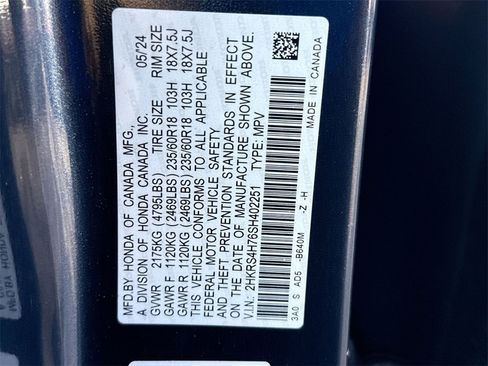 MFD.BY HONDA OF CANADA MFG., 05/24
A DIVISION OF HONDA CANADA INC.
GVWR 2175KG (4795LBS) TIRE SIZE RIM SIZE
GAWR F 1120KG (2469LBS) 235/60R18 103H 18X7.5J
GAWR R 1120KG (2469LBS) 235/60R18 103H 18X7.5J
THIS VEHICLE CONFORMS TO ALL APPLICABLE
FEDERAL MOTOR VEHICLE SAFETY
AND THEFT PREVENTION STANDARDS IN EFFECT
ON THE DATE OF MANUFACTURE SHOWN ABOVE.
V.I.N.: 2HKRS4H76SH402251 TYPE: MPV
3A0 S AD5 -B640M -Z -H MADE IN CANADA